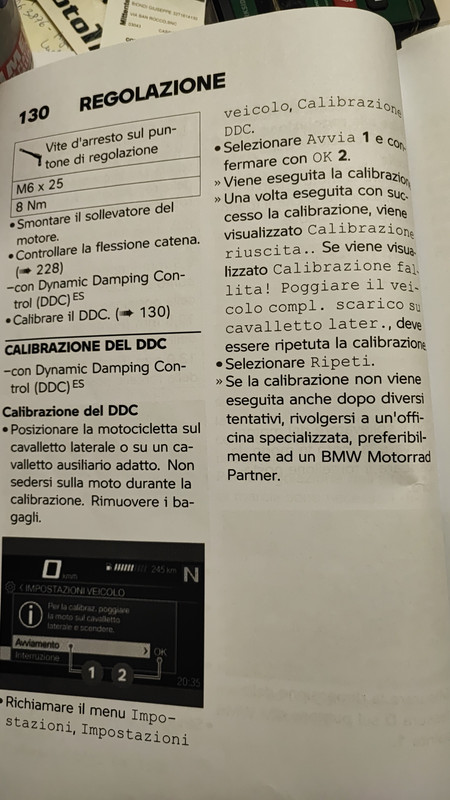 BIONDI GIUSEPPE
VIA SAN ROCCO,
130 REGOLAZIONE
Vite d'arresto sul pun-
tone di regolazione
M6 x 25
8 Nm
• Smontare il sollevatore del
motore.
• Controllare la flessione catena.
(➟ 228)
–con Dynamic Damping Con-
trol (DDC) ES
• Calibrare il DDC. (➟ 130)
CALIBRAZIONE DEL DDC
–con Dynamic Damping Con-
trol (DDC) ES
Calibrazione del DDC
• Posizionare la motocicletta sul
cavalletto laterale o su un ca-
valletto ausiliario adatto. Non
sedersi sulla moto durante la
calibrazione. Rimuovere i ba-
gagli.
0 km/h 245 km N
IMPOSTAZIONI VEICOLO
Per la calibraz. poggiare
la moto sul cavalletto
laterale e scendere.
Avviamento
Interruzione
OK
1 2
20:35
• Richiamare il menu Impo-
stazioni, Impostazioni
veicolo, Calibrazione
DDC.
• Selezionare Avvia 1 e con-
fermare con OK 2.
» Viene eseguita la calibrazion
» Una volta eseguita con suc-
cesso la calibrazione, viene
visualizzato Calibrazione
riuscita.. Se viene visua-
lizzato Calibrazione fal-
lita! Poggiare il vei-
colo compl. scarico su
cavalletto later., deve
essere ripetuta la calibrazione
• Selezionare Ripeti.
» Se la calibrazione non viene
eseguita anche dopo diversi
tentativi, rivolgersi a un'offi-
cina specializzata, preferibil-
mente ad un BMW Motorrad
Partner.